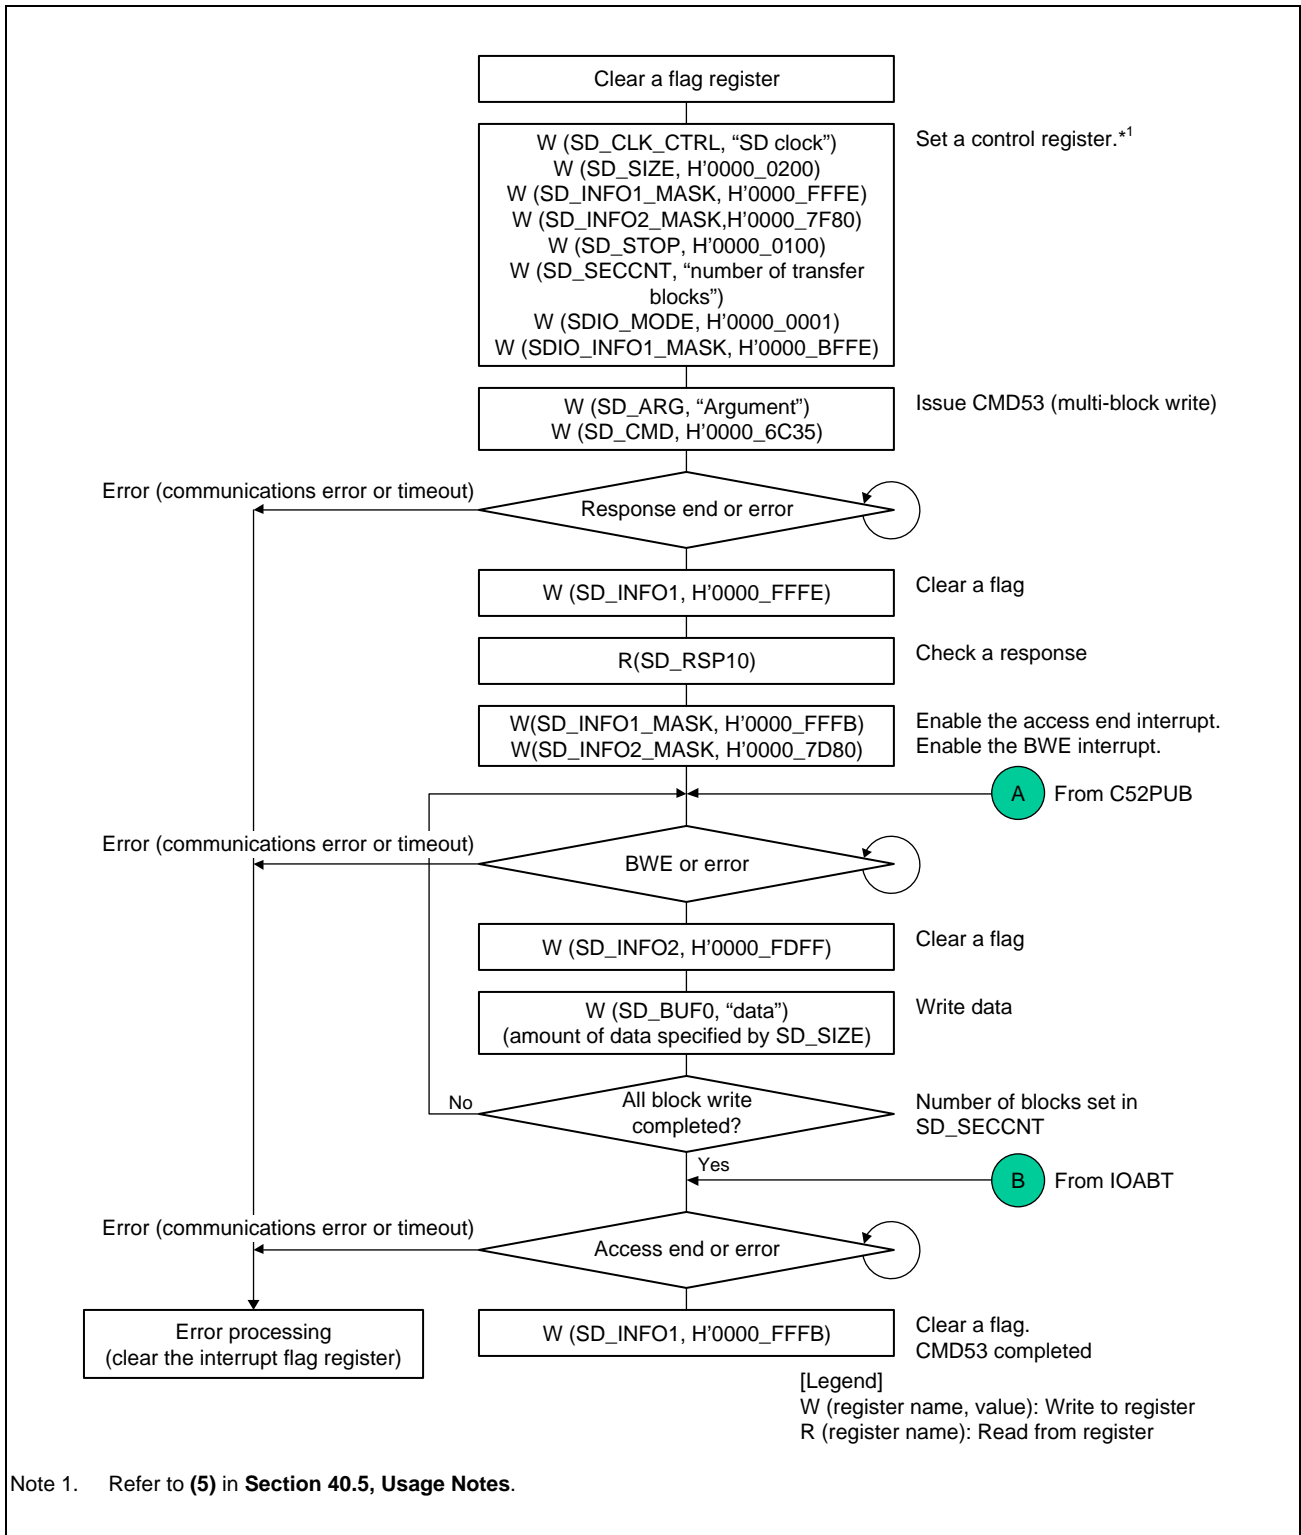 Clear a flag register
W (SD_CLK_CTRL, “SD clock”)
W (SD_SIZE, H’0000_0200)
W (SD_INFO1_MASK, H’0000_FFFE)
W (SD_INFO2_MASK,H’0000_7F80)
W (SD_STOP, H’0000_0100)
W (SD_SECCNT, “number of transfer
blocks”)
W (SDIO_MODE, H’0000_0001)
W (SDIO_INFO1_MASK, H’0000_BFFE)
Set a control register.*1
W (SD_ARG, “Argument”)
W (SD_CMD, H’0000_6C35)
Issue CMD53 (multi-block write)
Error (communications error or timeout)
Response end or error
W (SD_INFO1, H’0000_FFFE)
Clear a flag
R(SD_RSP10)
Check a response
W(SD_INFO1_MASK, H’0000_FFFB)
W(SD_INFO2_MASK, H’0000_7D80)
Enable the access end interrupt.
Enable the BWE interrupt.
A
From C52PUB
Error (communications error or timeout)
BWE or error
W (SD_INFO2, H’0000_FDFF)
Clear a flag
W (SD_BUF0, “data”)
(amount of data specified by SD_SIZE)
Write data
No
All block write
completed?
Number of blocks set in
SD_SECCNT
Yes
B
From IOABT
Error (communications error or timeout)
Access end or error
Error processing
(clear the interrupt flag register)
W (SD_INFO1, H’0000_FFFB)
Clear a flag.
CMD53 completed
[Legend]
W (register name, value): Write to register
R (register name): Read from register
Note 1. Refer to (5) in Section 40.5, Usage Notes.